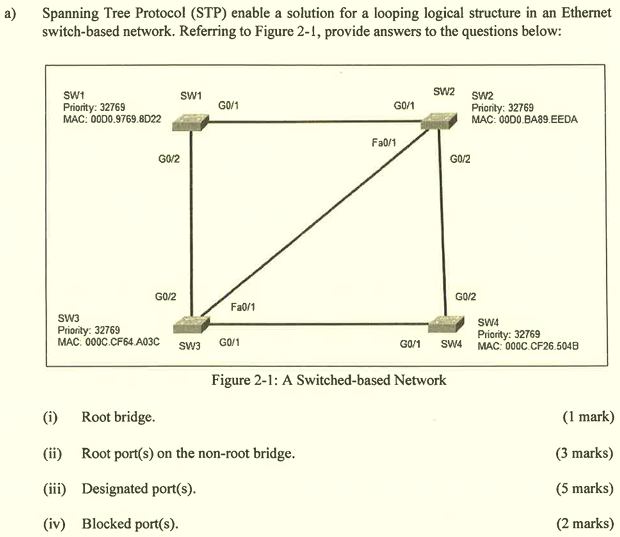 a) Spanning Tree Protocol (STP) enable a solution for a looping logical structure in an Ethernet
switch-based network. Referring to Figure 2-1, provide answers to the questions below:
SW1
Priority: 32769
MAC: 00D0.9769.8D22
SW1
G0/1
G0/2
G0/1
SW2
SW2
Priority: 32769
MAC: 00D0.BA89.EEDA
Fa0/1
G0/2
G0/2
Fa0/1
G0/2
SW3
Priority: 32769
MAC: 000C.CF64.A03C
SW3
G0/1
G0/1
SW4
SW4
Priority: 32769
MAC: 000C.CF26.504B
Figure 2-1: A Switched-based Network
(i) Root bridge. (1 mark)
(ii) Root port(s) on the non-root bridge. (3 marks)
(iii) Designated port(s). (5 marks)
(iv) Blocked port(s). (2 marks)